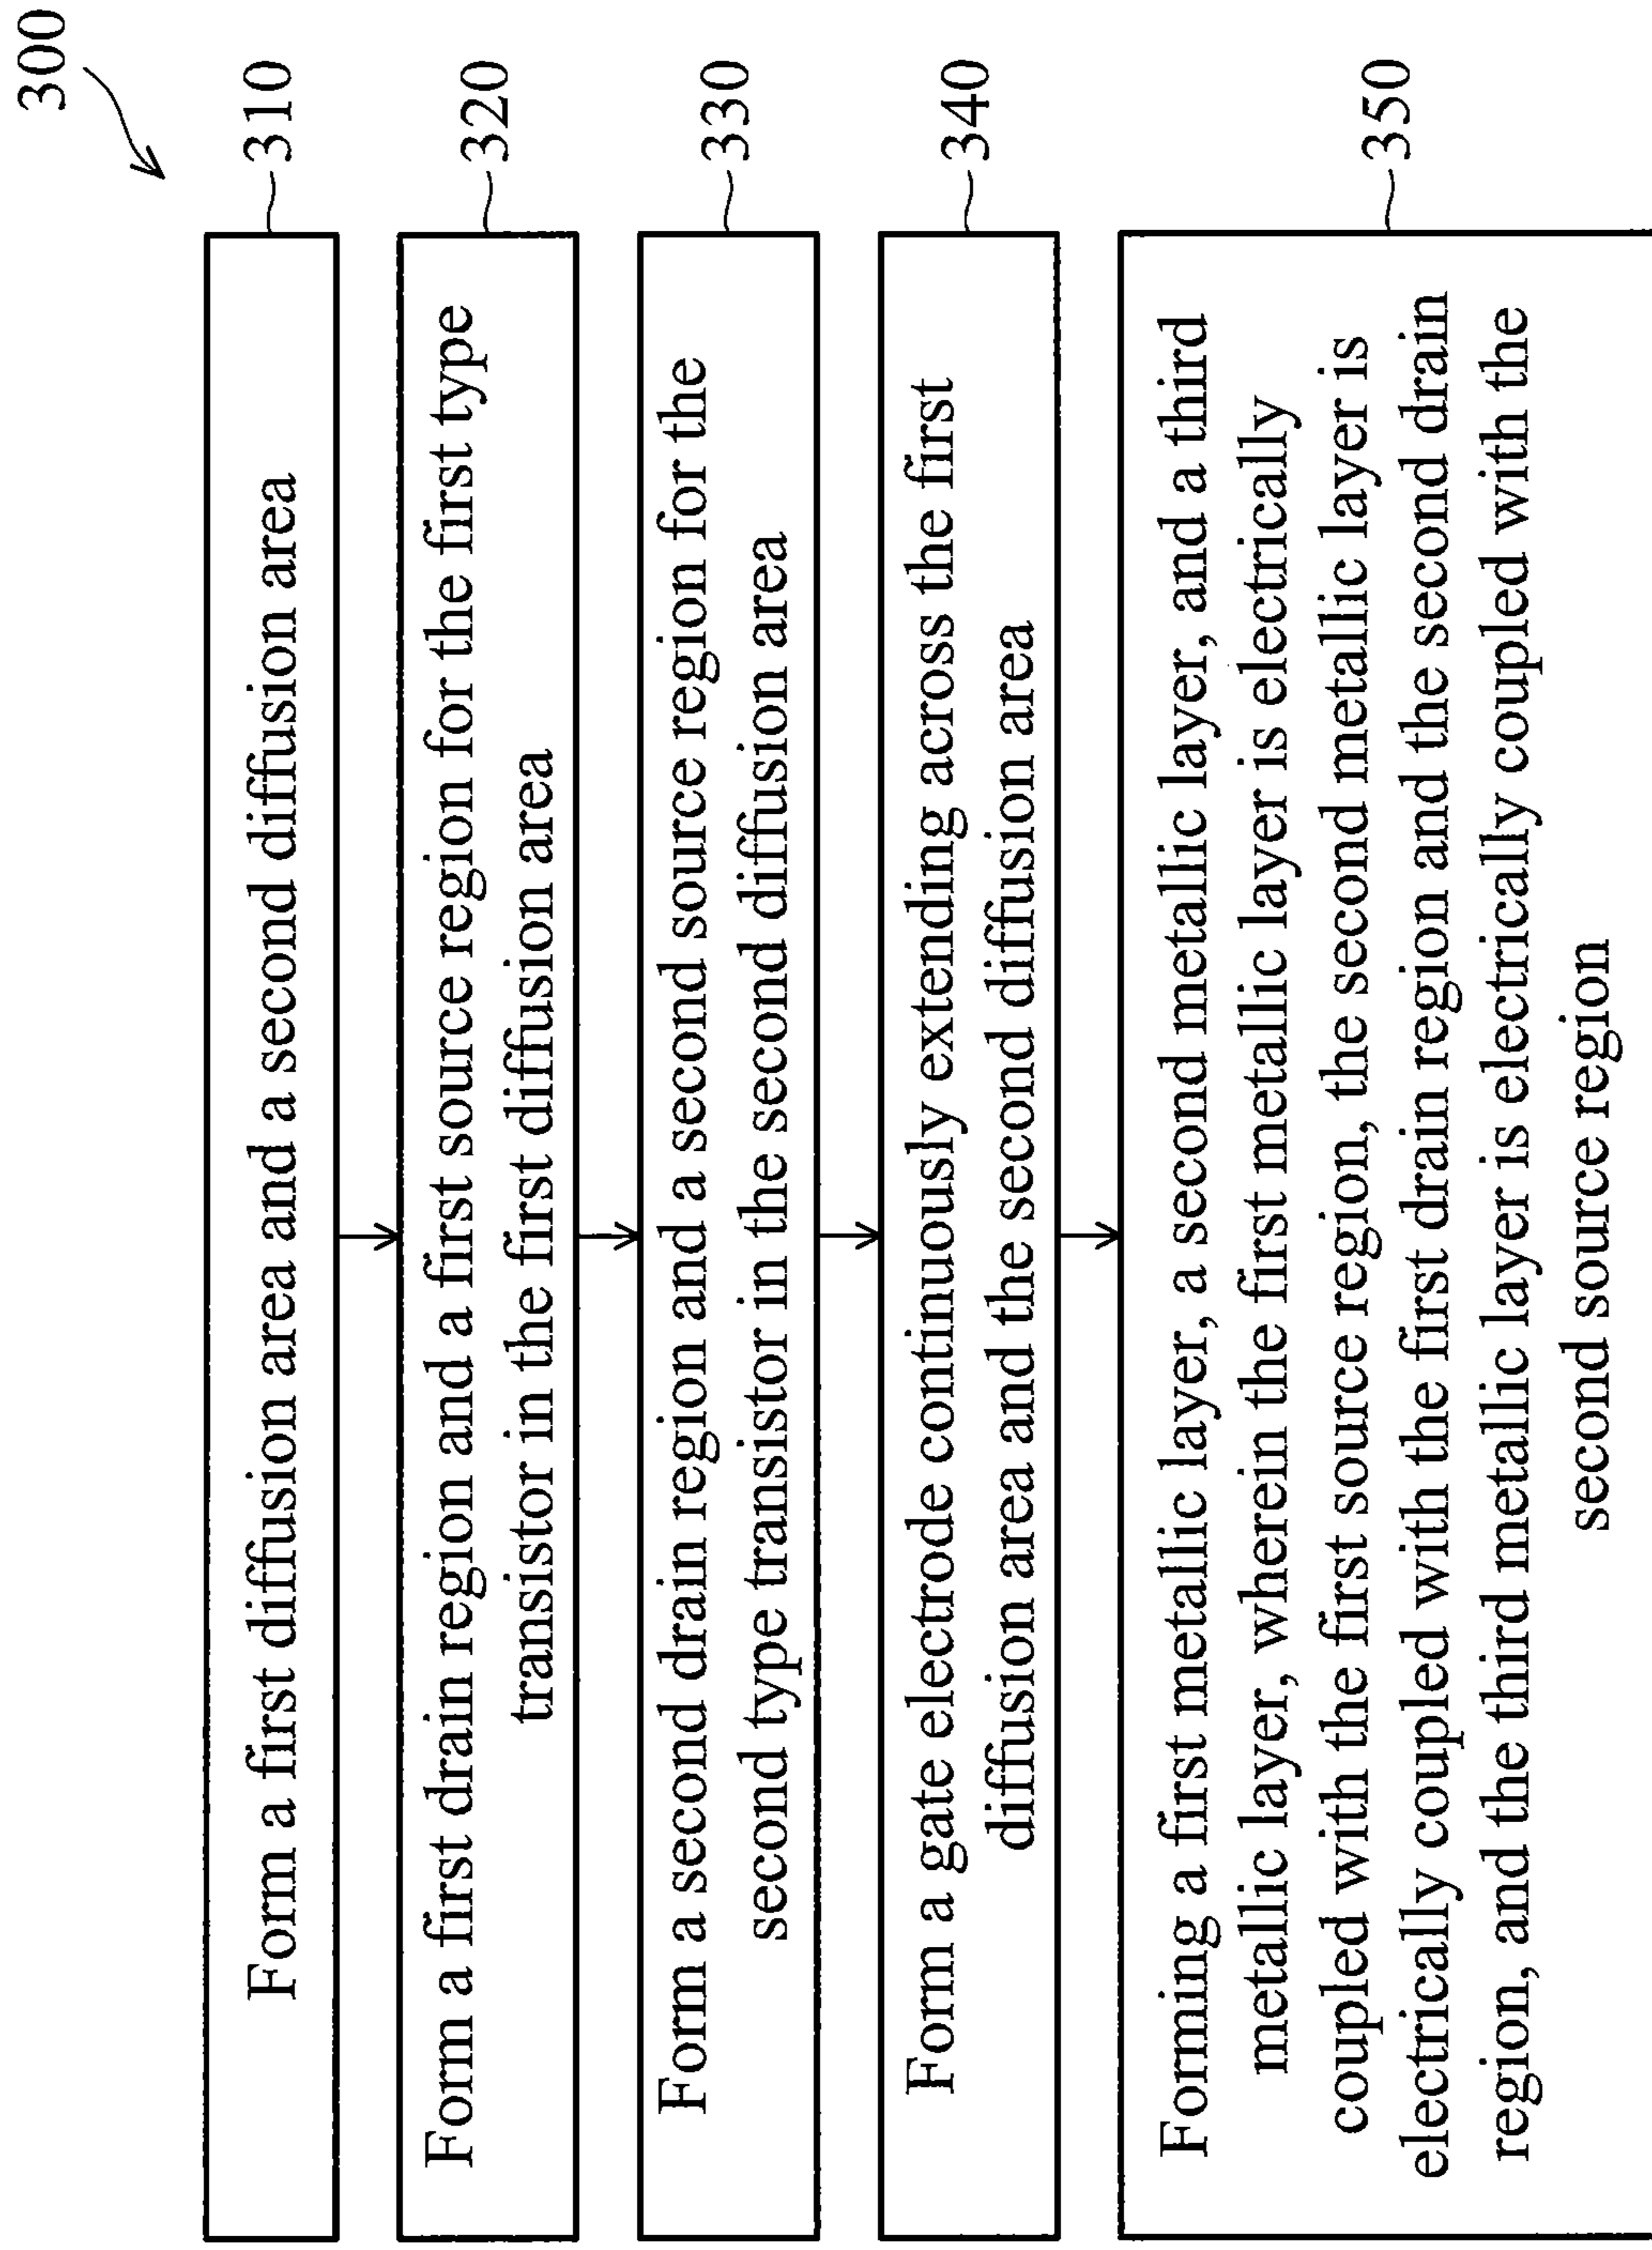 300
Form a first diffusion area and a second diffusion area
310
Form a first drain region and a first source region for the first type
transistor in the first diffusion area
320
Form a second drain region and a second source region for the
second type transistor in the second diffusion area
330
Form a gate electrode continuously extending across the first
diffusion area and the second diffusion area
340
Forming a first metallic layer, a second metallic layer, and a third
metallic layer, wherein the first metallic layer is electrically
coupled with the first source region, the second metallic layer is
electrically coupled with the first drain region and the second drain
region, and the third metallic layer is electrically coupled with the
second source region
350